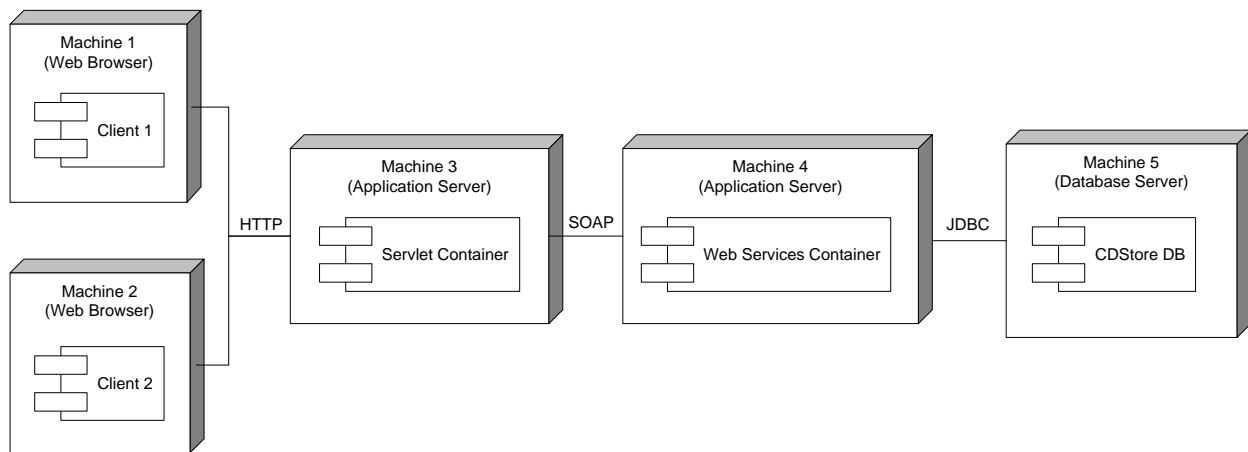 Machine 1
(Web Browser)
Client 1
Machine 2
(Web Browser)
Client 2
HTTP
Machine 3
(Application Server)
Servlet Container
SOAP
Machine 4
(Application Server)
Web Services Container
JDBC
Machine 5
(Database Server)
CDStore DB